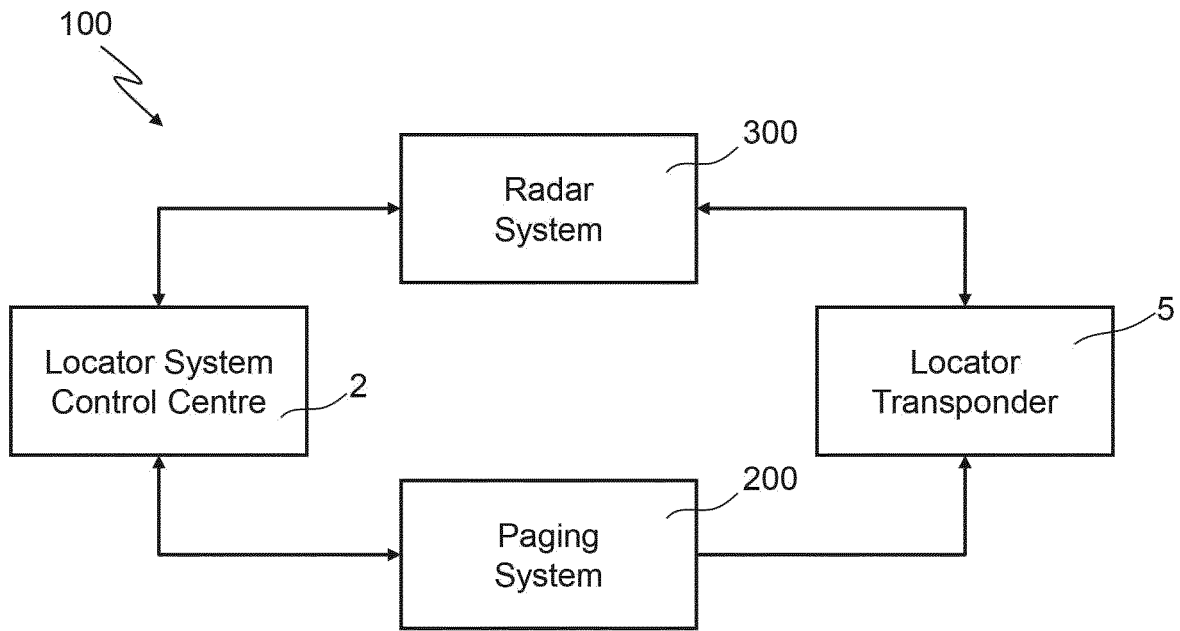 100
300
Radar
System
5
Locator System
Control Centre
2
Locator
Transponder
200
Paging
System